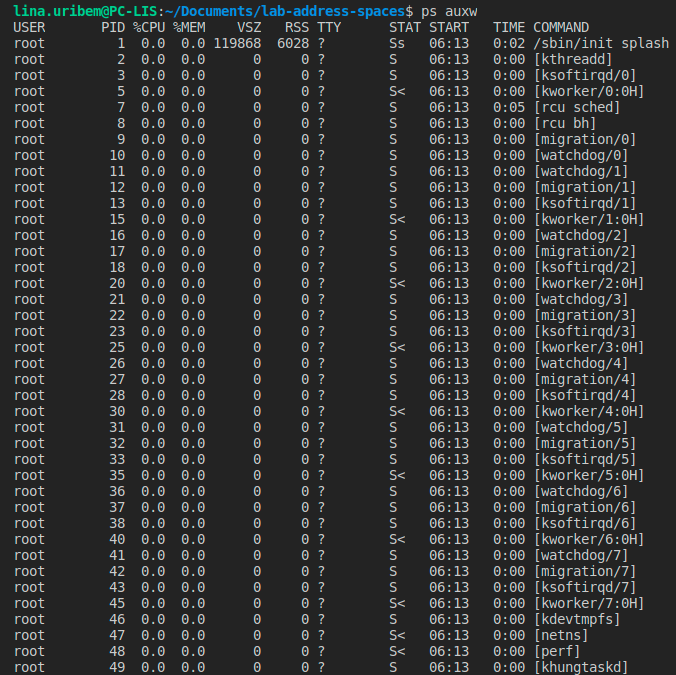 lina.uribem@PC-LIS:~/Documents/lab-address-spaces$ ps auxw
USER PID %CPU %MEM VSZ RSS TTY STAT START TIME COMMAND
root 1 0.0 0.0 119868 6028 ? Ss 06:13 0:02 /sbin/init splash
root 2 0.0 0.0 0 0 ? S 06:13 0:00 [kthreadd]
root 3 0.0 0.0 0 0 ? S 06:13 0:00 [ksoftirqd/0]
root 5 0.0 0.0 0 0 ? S< 06:13 0:00 [kworker/0:0H]
root 7 0.0 0.0 0 0 ? S 06:13 0:05 [rcu sched]
root 8 0.0 0.0 0 0 ? S 06:13 0:00 [rcu bh]
root 9 0.0 0.0 0 0 ? S 06:13 0:00 [migration/0]
root 10 0.0 0.0 0 0 ? S 06:13 0:00 [watchdog/0]
root 11 0.0 0.0 0 0 ? S 06:13 0:00 [watchdog/1]
root 12 0.0 0.0 0 0 ? S 06:13 0:00 [migration/1]
root 13 0.0 0.0 0 0 ? S 06:13 0:00 [ksoftirqd/1]
root 15 0.0 0.0 0 0 ? S< 06:13 0:00 [kworker/1:0H]
root 16 0.0 0.0 0 0 ? S 06:13 0:00 [watchdog/2]
root 17 0.0 0.0 0 0 ? S 06:13 0:00 [migration/2]
root 18 0.0 0.0 0 0 ? S 06:13 0:00 [ksoftirqd/2]
root 20 0.0 0.0 0 0 ? S< 06:13 0:00 [kworker/2:0H]
root 21 0.0 0.0 0 0 ? S 06:13 0:00 [watchdog/3]
root 22 0.0 0.0 0 0 ? S 06:13 0:00 [migration/3]
root 23 0.0 0.0 0 0 ? S 06:13 0:00 [ksoftirqd/3]
root 25 0.0 0.0 0 0 ? S< 06:13 0:00 [kworker/3:0H]
root 26 0.0 0.0 0 0 ? S 06:13 0:00 [watchdog/4]
root 27 0.0 0.0 0 0 ? S 06:13 0:00 [migration/4]
root 28 0.0 0.0 0 0 ? S 06:13 0:00 [ksoftirqd/4]
root 30 0.0 0.0 0 0 ? S< 06:13 0:00 [kworker/4:0H]
root 31 0.0 0.0 0 0 ? S 06:13 0:00 [watchdog/5]
root 32 0.0 0.0 0 0 ? S 06:13 0:00 [migration/5]
root 33 0.0 0.0 0 0 ? S 06:13 0:00 [ksoftirqd/5]
root 35 0.0 0.0 0 0 ? S< 06:13 0:00 [kworker/5:0H]
root 36 0.0 0.0 0 0 ? S 06:13 0:00 [watchdog/6]
root 37 0.0 0.0 0 0 ? S 06:13 0:00 [migration/6]
root 38 0.0 0.0 0 0 ? S 06:13 0:00 [ksoftirqd/6]
root 40 0.0 0.0 0 0 ? S< 06:13 0:00 [kworker/6:0H]
root 41 0.0 0.0 0 0 ? S 06:13 0:00 [watchdog/7]
root 42 0.0 0.0 0 0 ? S 06:13 0:00 [migration/7]
root 43 0.0 0.0 0 0 ? S 06:13 0:00 [ksoftirqd/7]
root 45 0.0 0.0 0 0 ? S< 06:13 0:00 [kworker/7:0H]
root 46 0.0 0.0 0 0 ? S 06:13 0:00 [kdevtmpfs]
root 47 0.0 0.0 0 0 ? S< 06:13 0:00 [netns]
root 48 0.0 0.0 0 0 ? S< 06:13 0:00 [perf]
root 49 0.0 0.0 0 0 ? S 06:13 0:00 [khungtaskd]